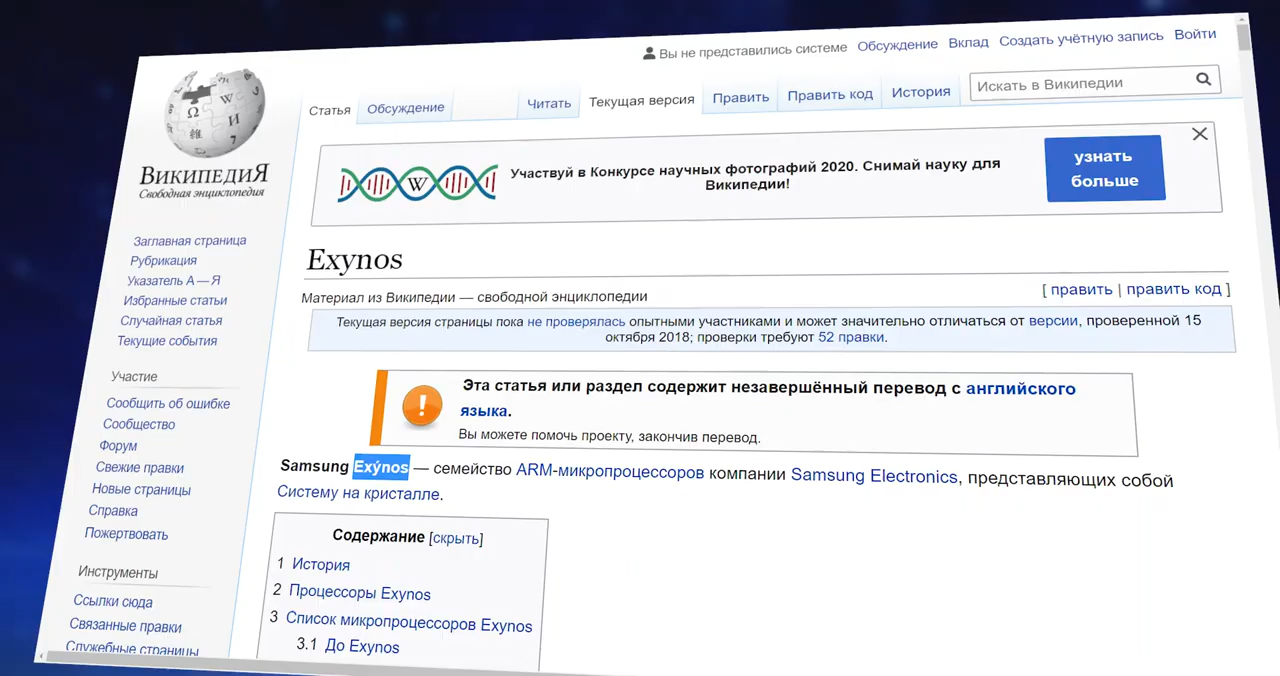 Вы не представились системе Обсуждение Вклад Создать учётную запись Войти
Статья Обсуждение Читать Текущая версия Править Править код История Искать в Википедии
ВикипедиЯ
Свободная энциклопедия
Участвуй в Конкурсе научных фотографий 2020. Снимай науку для
Википедии!
узнать
больше
Заглавная страница
Рубрикация
Указатель А — Я
Избранные статьи
Случайная статья
Текущие события
Участие
Сообщить об ошибке
Сообщество
Форум
Свежие правки
Новые страницы
Справка
Пожертвовать
Инструменты
Ссылки сюда
Связанные правки
Служебные страницы
Exynos
Материал из Википедии — свободной энциклопедии [ править | править код ]
Текущая версия страницы пока не проверялась опытными участниками и может значительно отличаться от версии, проверенной 15
октября 2018; проверки требуют 52 правки.
Эта статья или раздел содержит незавершённый перевод с английского
языка.
Вы можете помочь проекту, закончив перевод.
Samsung Exýnos — семейство ARM-микропроцессоров компании Samsung Electronics, представляющих собой
Систему на кристалле.
Содержание [скрыть]
1 История
2 Процессоры Exynos
3 Список микропроцессоров Exynos
3.1 До Exynos